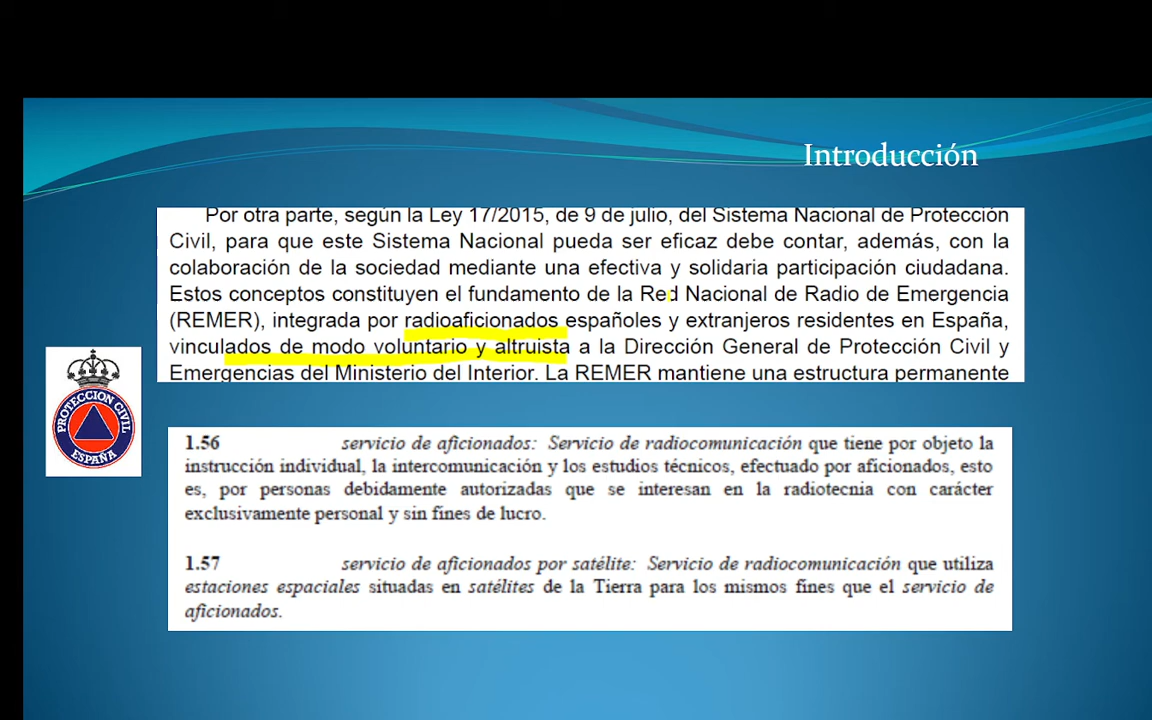 Introducción
Por otra parte, según la Ley 17/2015, de 9 de julio, del Sistema Nacional de Protección
Civil, para que este Sistema Nacional pueda ser eficaz debe contar, además, con la
colaboración de la sociedad mediante una efectiva y solidaria participación ciudadana.
Estos conceptos constituyen el fundamento de la Red Nacional de Radio de Emergencia
(REMER), integrada por radioaficionados españoles y extranjeros residentes en España,
vinculados de modo voluntario y altruista a la Dirección General de Protección Civil y
Emergencias del Ministerio del Interior. La REMER mantiene una estructura permanente
PROTECCION CIVIL
ESPAÑA
1.56 servicio de aficionados: Servicio de radiocomunicación que tiene por objeto la
instrucción individual, la intercomunicación y los estudios técnicos, efectuado por aficionados, esto
es, por personas debidamente autorizadas que se interesan en la radiotecnia con carácter
exclusivamente personal y sin fines de lucro.
1.57 servicio de aficionados por satélite: Servicio de radiocomunicación que utiliza
estaciones espaciales situadas en satélites de la Tierra para los mismos fines que el servicio de
aficionados.